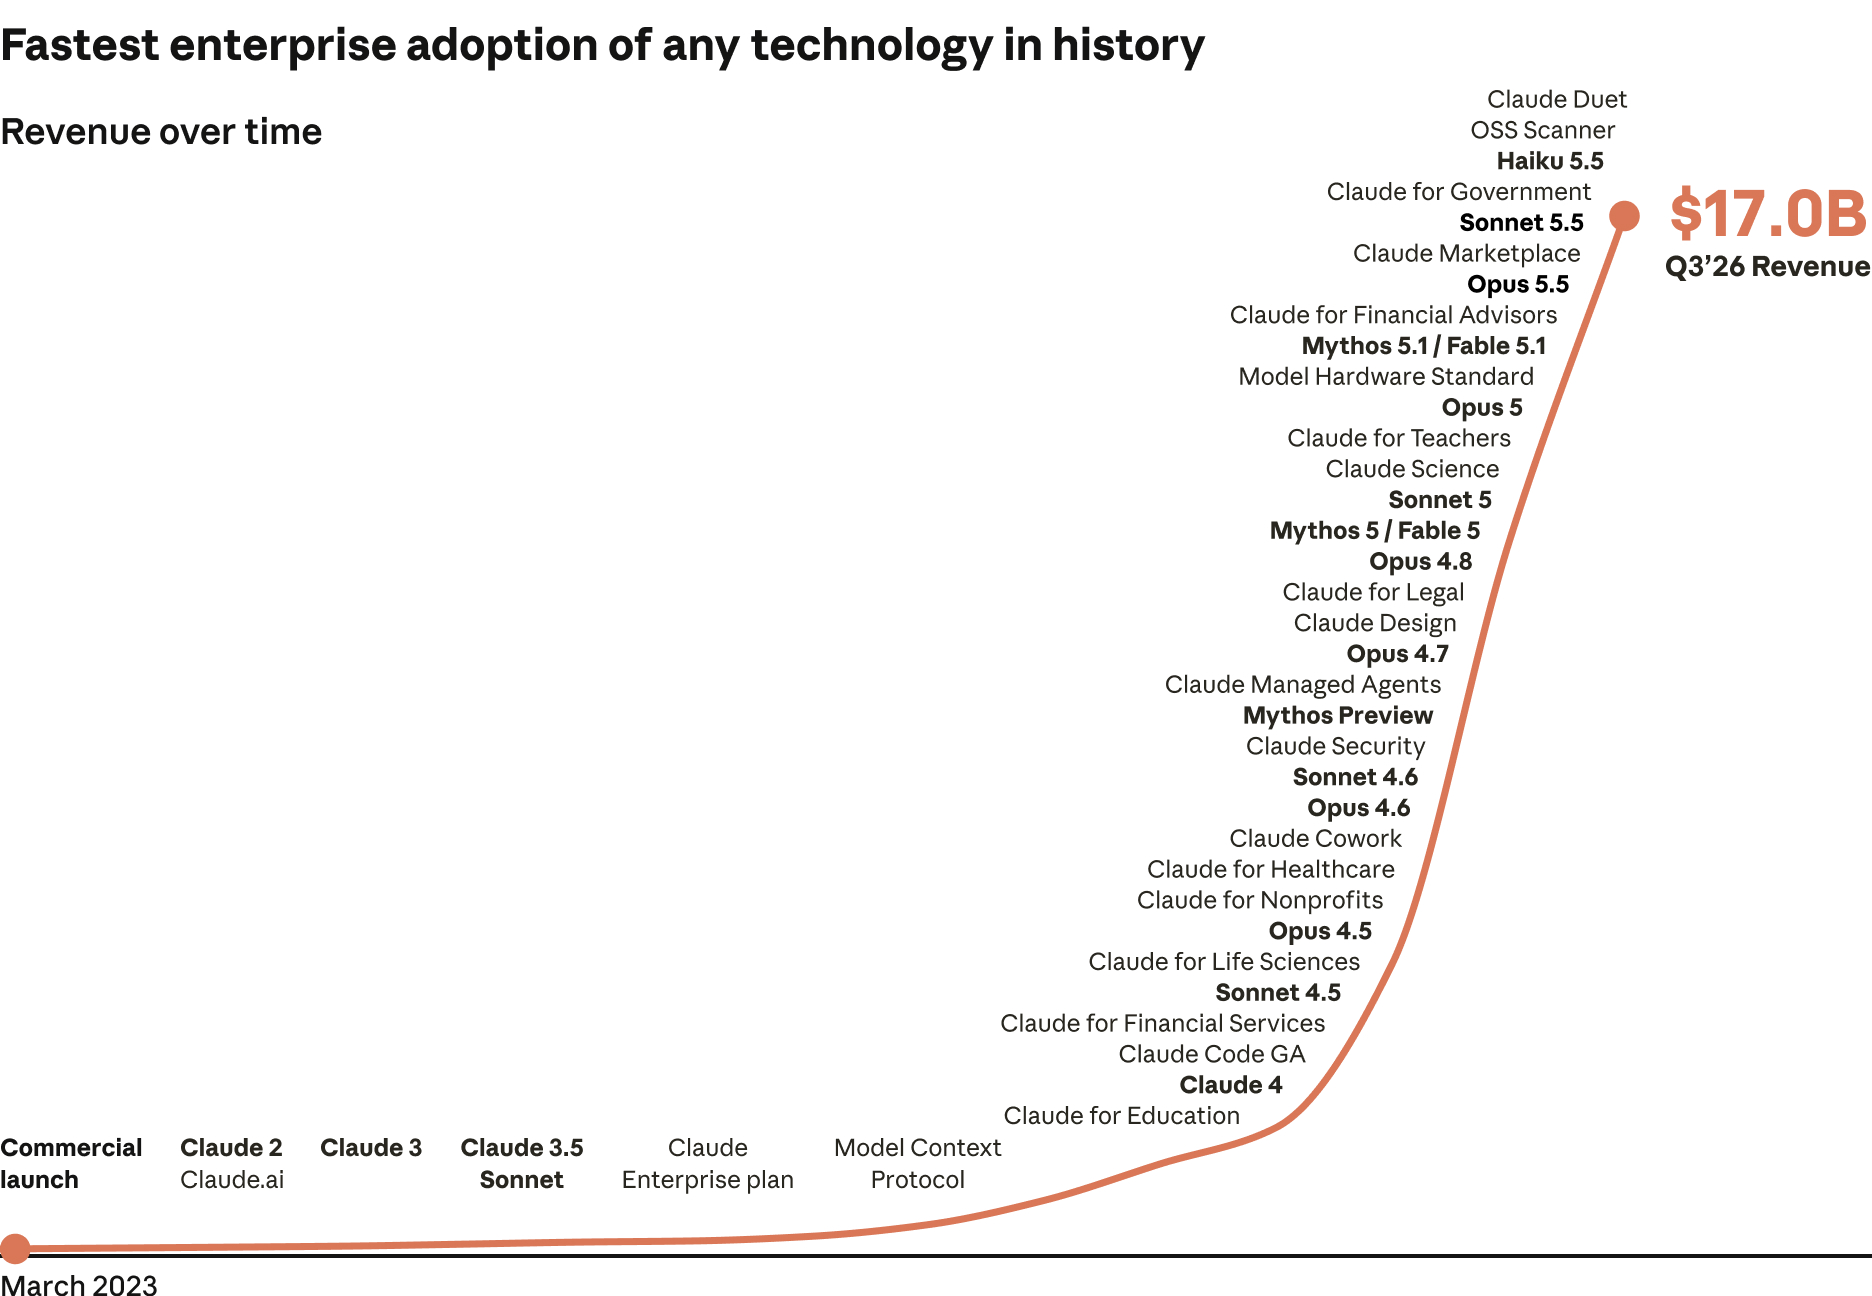 Fastest enterprise adoption of any technology in history
Revenue over time
Claude Duet
OSS Scanner
Haiku 5.5
Claude for Government
Sonnet 5.5
Claude Marketplace
Opus 5.5
Claude for Financial Advisors
Mythos 5.1 / Fable 5.1
Model Hardware Standard
Opus 5
Claude for Teachers
Claude Science
Sonnet 5
Mythos 5 / Fable 5
Opus 4.8
Claude for Legal
Claude Design
Opus 4.7
Claude Managed Agents
Mythos Preview
Claude Security
Sonnet 4.6
Opus 4.6
Claude Cowork
Claude for Healthcare
Claude for Nonprofits
Opus 4.5
Claude for Life Sciences
Sonnet 4.5
Claude for Financial Services
Claude Code GA
Claude 4
Claude for Education
$17.0B
Q3’26 Revenue
Commercial
launch
Claude 2
Claude.ai
Claude 3
Claude 3.5
Sonnet
Claude
Enterprise plan
Model Context
Protocol
March 2023